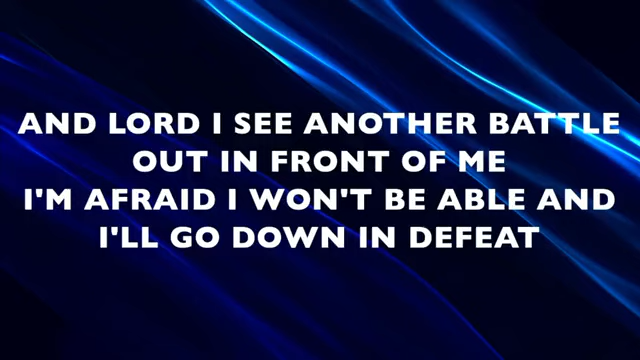 AND LORD I SEE ANOTHER BATTLE
OUT IN FRONT OF ME
I'M AFRAID I WON'T BE ABLE AND
I'LL GO DOWN IN DEFEAT